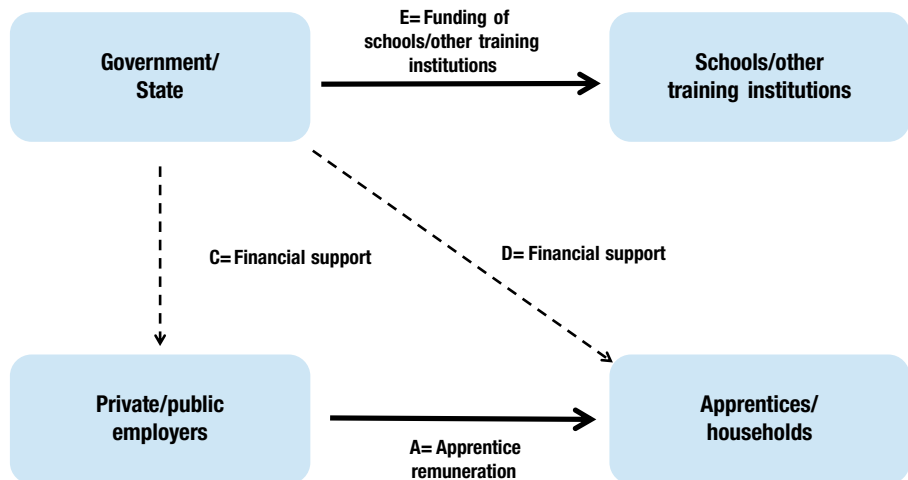 E= Funding of
schools/other training
institutions
Government/
State
Schools/other
training institutions
C= Financial support
D= Financial support
Private/public
employers
Apprentices/
households
A= Apprentice
remuneration